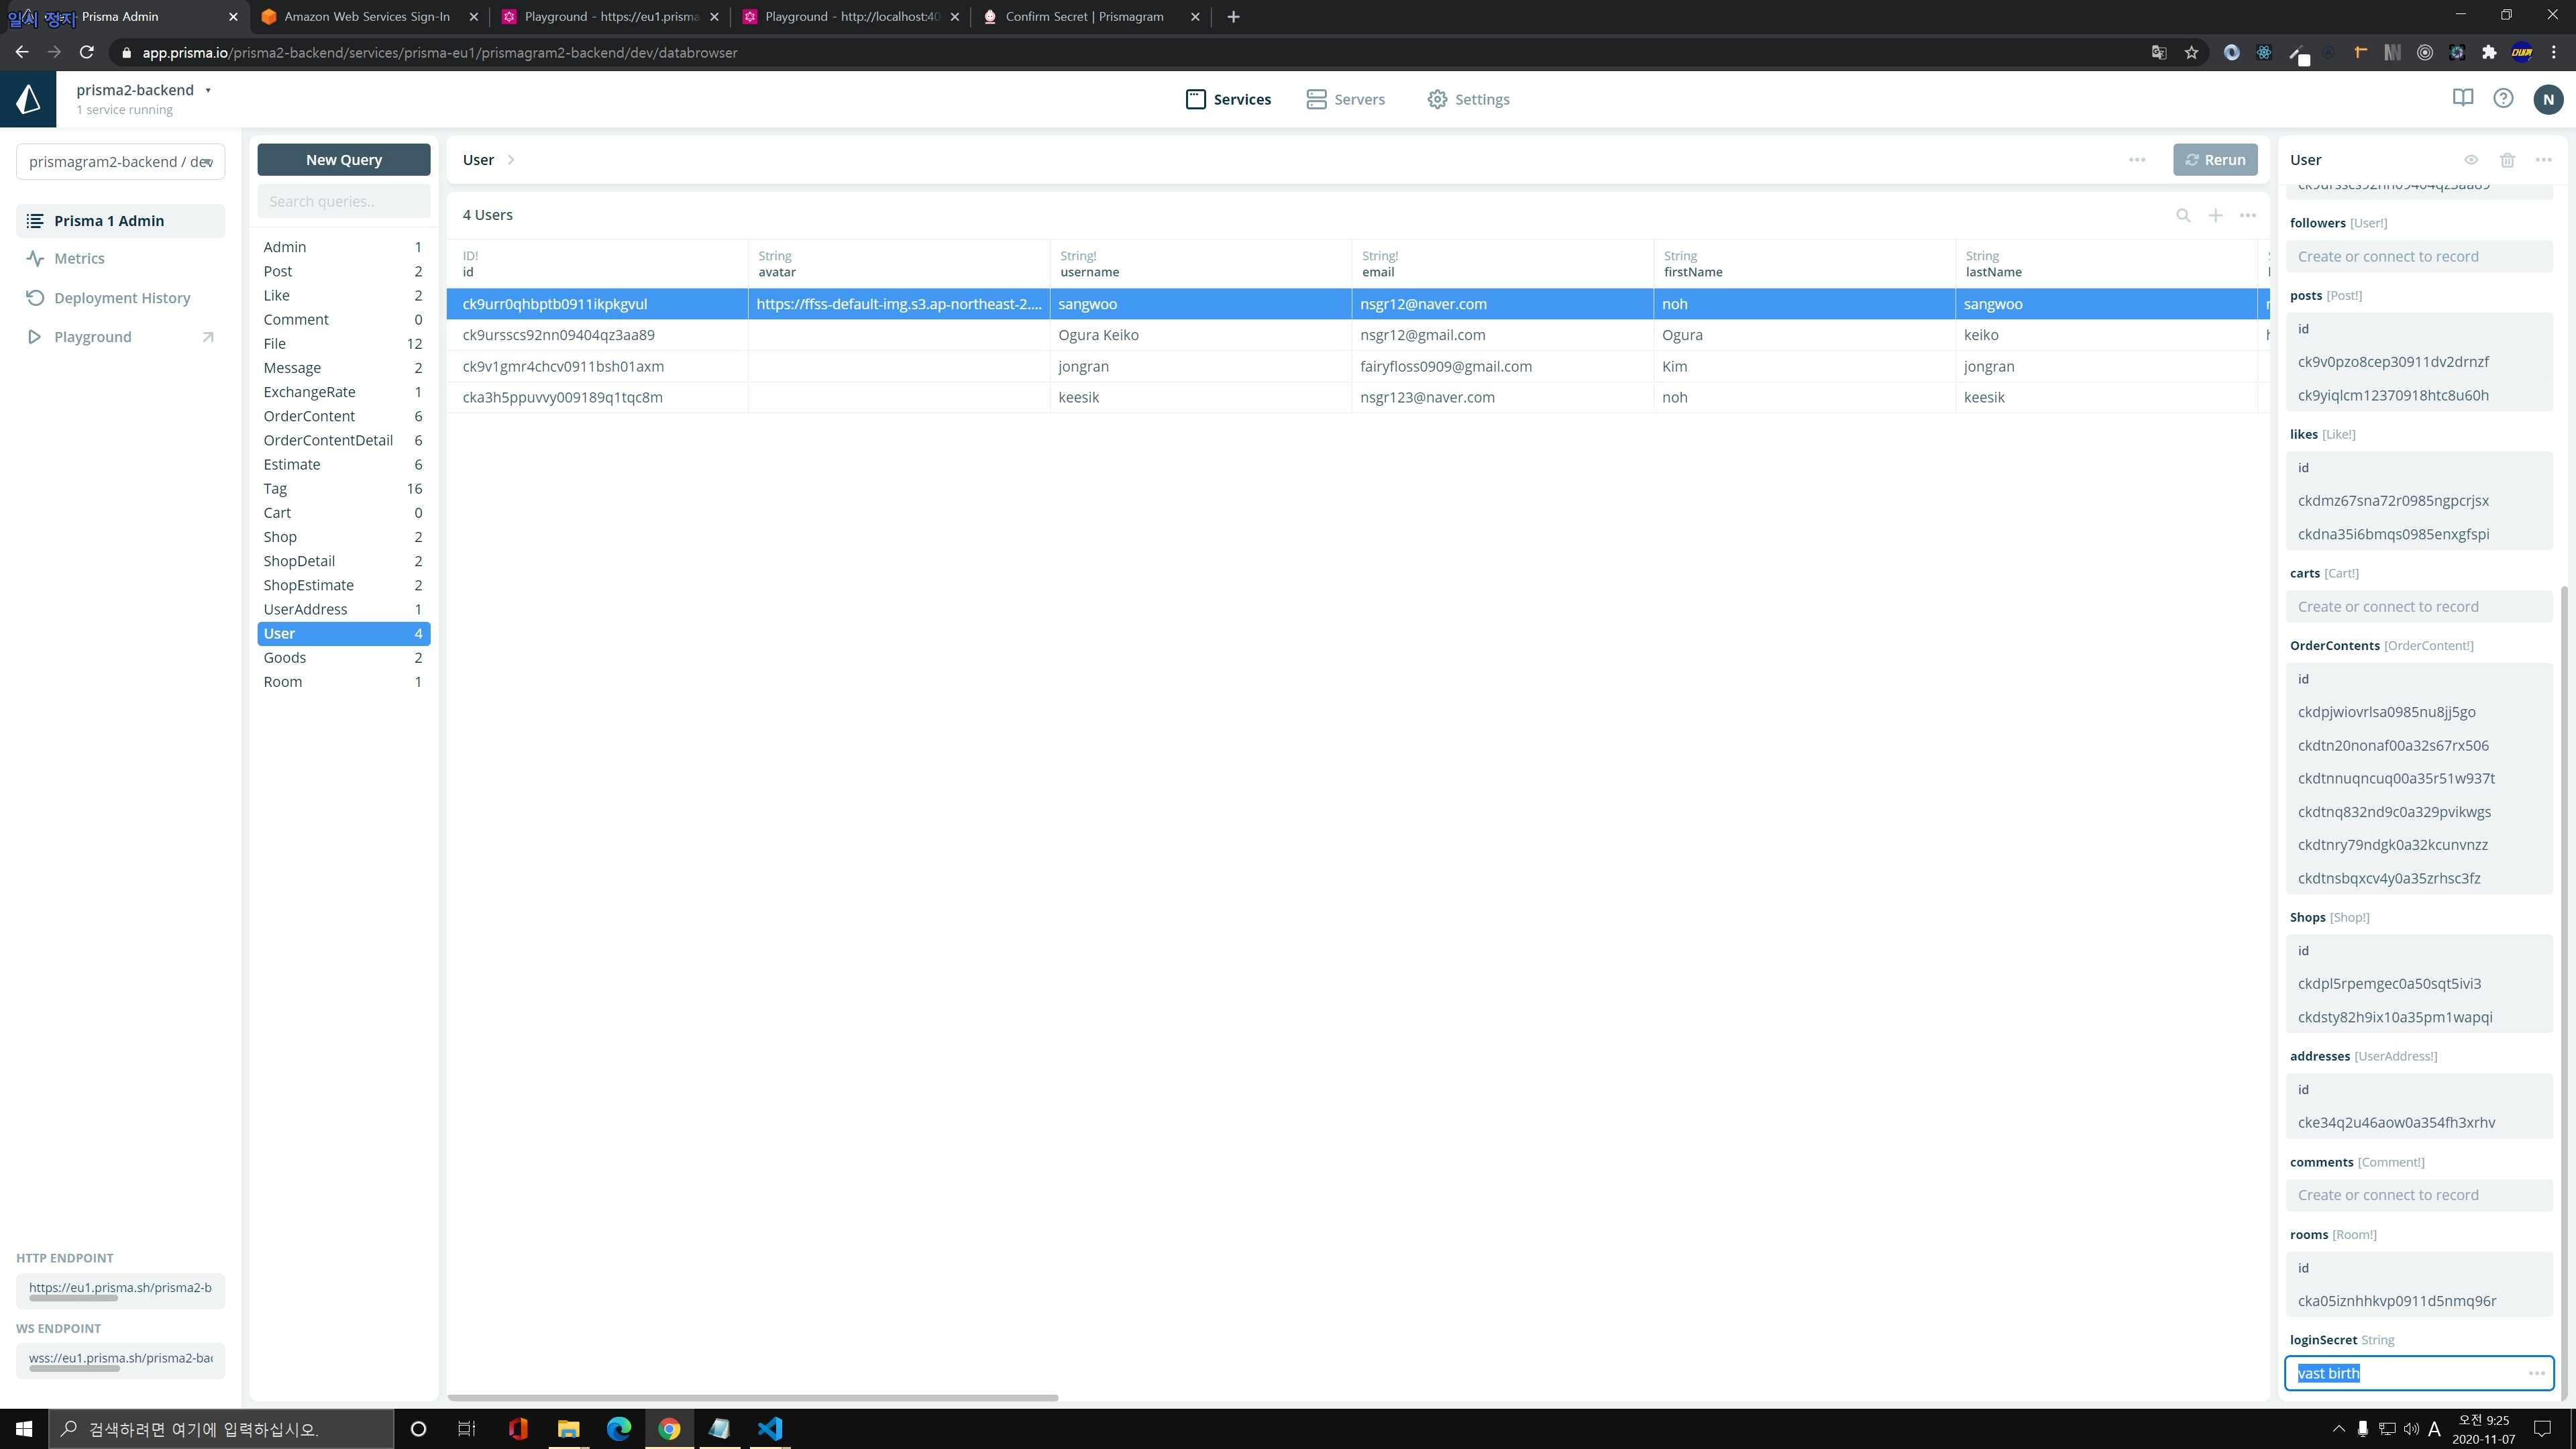 일시 정지
Prisma Admin
Amazon Web Services Sign-In
Playground - https://eu1.prisma
Playground - http://localhost:40
Confirm Secret | Prismagram
app.prisma.io/prisma2-backend/services/prisma-eu1/prismagram2-backend/dev/databrowser
prisma2-backend
1 service running
Services
Servers
Settings
N
prismagram2-backend / dev
Prisma 1 Admin
Metrics
Deployment History
Playground
HTTP ENDPOINT
https://eu1.prisma.sh/prisma2-b
WS ENDPOINT
wss://eu1.prisma.sh/prisma2-bac
New Query
Search queries..
Admin 1
Post 2
Like 2
Comment 0
File 12
Message 2
ExchangeRate 1
OrderContent 6
OrderContentDetail 6
Estimate 6
Tag 16
Cart 0
Shop 2
ShopDetail 2
ShopEstimate 2
UserAddress 1
User 4
Goods 2
Room 1
User
Rerun
4 Users
ID! String String! String! String String
id avatar username email firstName lastName
ck9urr0qhbptb0911ikpkgvul https://ffss-default-img.s3.ap-northeast-2.... sangwoo nsgr12@naver.com noh sangwoo
ck9ursscs92nn09404qz3aa89 Ogura Keiko nsgr12@gmail.com Ogura keiko
ck9v1gmr4chcv0911bsh01axm jongran fairyfloss0909@gmail.com Kim jongran
cka3h5ppuvvy009189q1tqc8m keesik nsgr123@naver.com noh keesik
User
ck9ursscs92nn09404qz3aa89
followers [User!]
Create or connect to record
posts [Post!]
id
ck9v0pzo8cep30911dv2drnzf
ck9yiqlcm12370918htc8u60h
likes [Like!]
id
ckdmz67sna72r0985ngpcrjsx
ckdna35i6bmqs0985enxgfspi
carts [Cart!]
Create or connect to record
OrderContents [OrderContent!]
id
ckdpjwiovrlsa0985nu8jj5go
ckdtn20nonaf00a32s67rx506
ckdtnnuqncuq00a35r51w937t
ckdtnq832nd9c0a329pvikwgs
ckdtnry79ndgk0a32kcunvnzz
ckdtnsbqxcv4y0a35zrhsc3fz
Shops [Shop!]
id
ckdpl5rpemgec0a50sqt5ivi3
ckdsty82h9ix10a35pm1wapqi
addresses [UserAddress!]
id
cke34q2u46aow0a354fh3xrhv
comments [Comment!]
Create or connect to record
rooms [Room!]
id
cka05iznhhkvp0911d5nmq96r
loginSecret String
vast birth
검색하려면 여기에 입력하십시오.
A
오전 9:25
2020-11-07